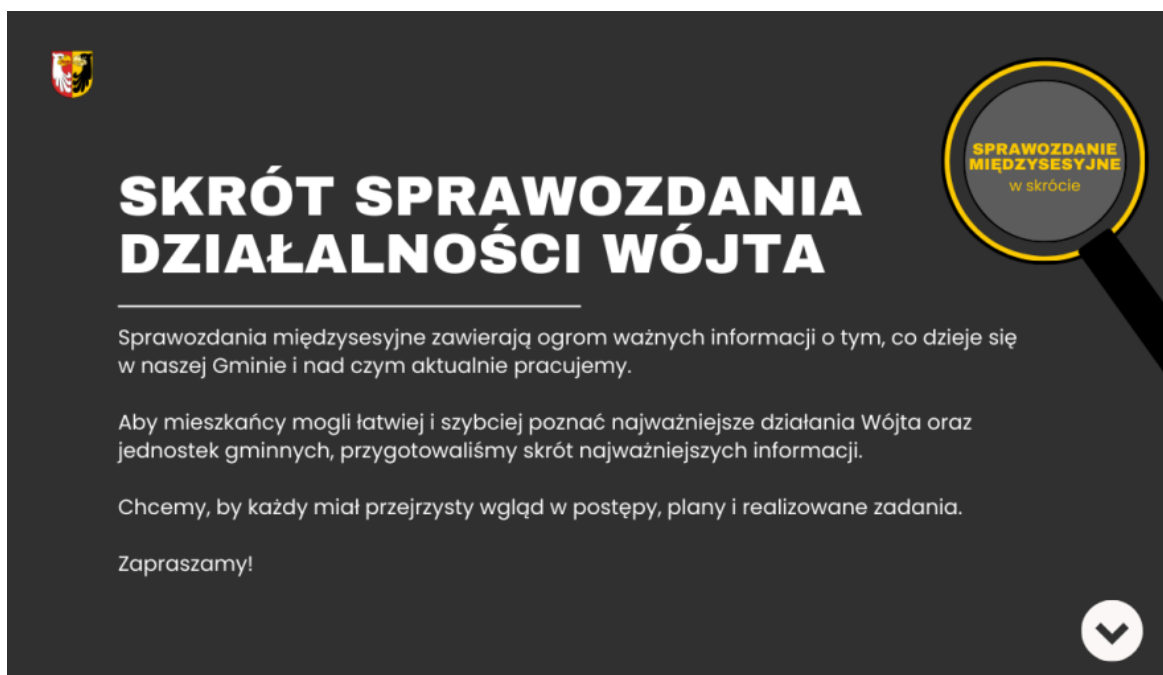 SPRAWOZDANIE
MIĘDZYSESYJNE
w skrócie
SKRÓT SPRAWOZDANIA
DZIAŁALNOŚCI WÓJTA
Sprawozdania międzysesyjne zawierają ogrom ważnych informacji o tym, co dzieje się
w naszej Gminie i nad czym aktualnie pracujemy.
Aby mieszkańcy mogli łatwiej i szybciej poznać najważniejsze działania Wójta oraz
jednostek gminnych, przygotowaliśmy skrót najważniejszych informacji.
Chcemy, by każdy miał przejrzysty wgląd w postępy, plany i realizowane zadania.
Zapraszamy!